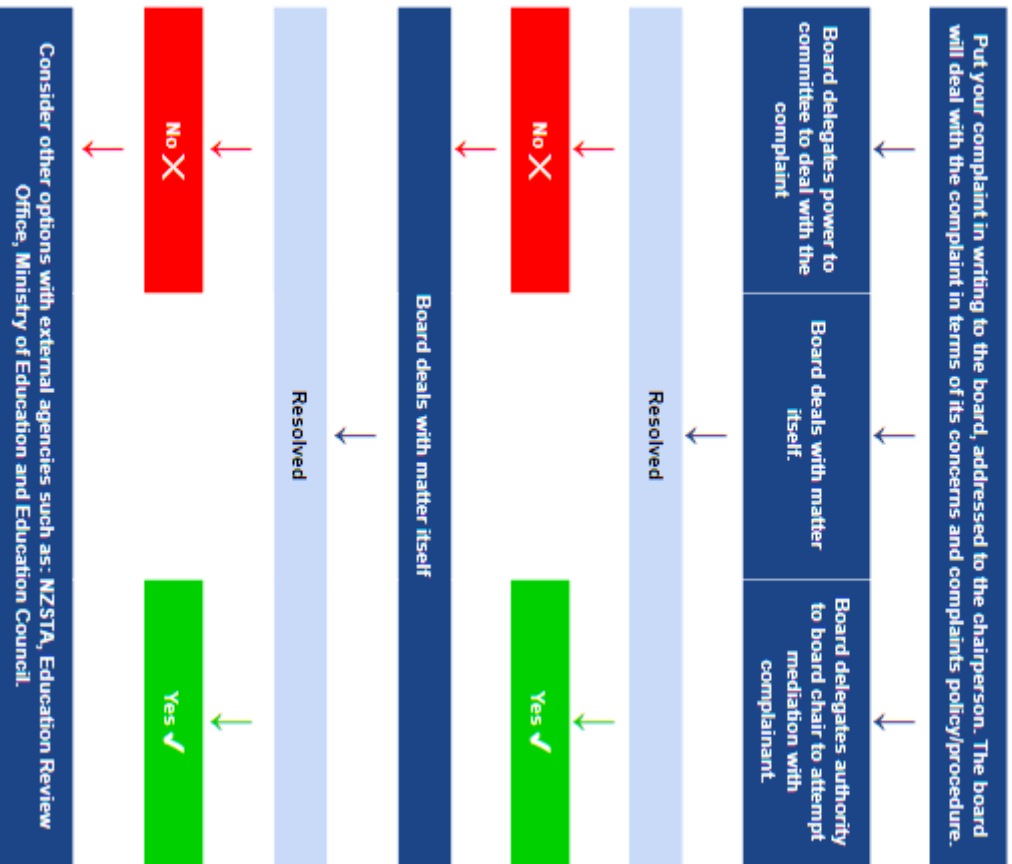 Put your complaint in writing to the board, addressed to the chairperson. The board
will deal with the complaint in terms of its concerns and complaints policy/procedure.
Board delegates power to
committee to deal with the
complaint
Board deals with matter
itself.
Board delegates authority
to board chair to attempt
mediation with
complainant.
Resolved
No ✕
Yes ✔
Board deals with matter itself
Resolved
No ✕
Yes ✔
Consider other options with external agencies such as: NZSTA, Education Review
Office, Ministry of Education and Education Council.